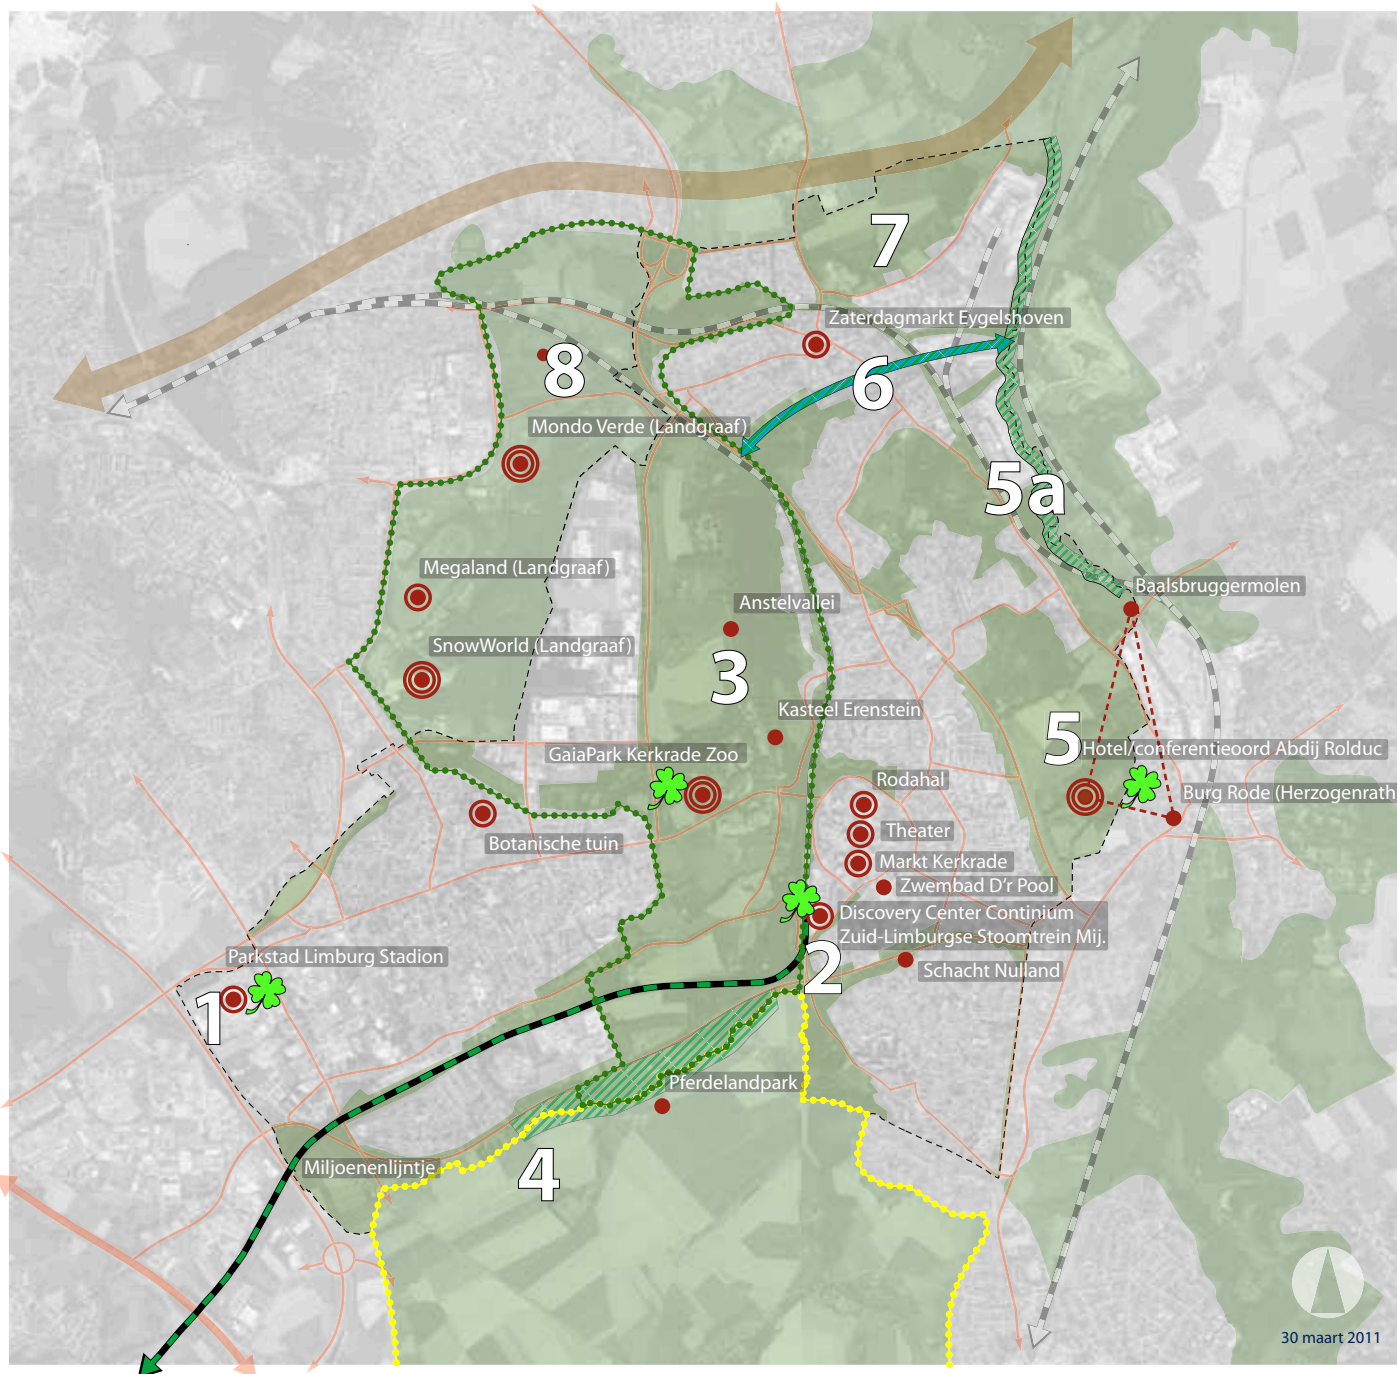 7
Zaterdagmarkt Eygelshoven
8
6
Mondo Verde (Landgraaf)
5a
Megaland (Landgraaf)
Baalsbruggermolen
Anstelvallei
SnowWorld (Landgraaf)
3
Kasteel Erenstein
5
Hotel/conferentieoord Abdij Rolduc
GaiaPark Kerkrade Zoo
Rodahal
Burg Rode (Herzogenrath
Theater
Botanische tuin
Markt Kerkrade
Zwembad D'r Pool
Discovery Center Continium
Zuid-Limburgse Stoomtrein Mij.
Parkstad Limburg Stadion
2
Schacht Nulland
1
Pferdelandpark
Miljoenenlijntje
4
30 maart 2011